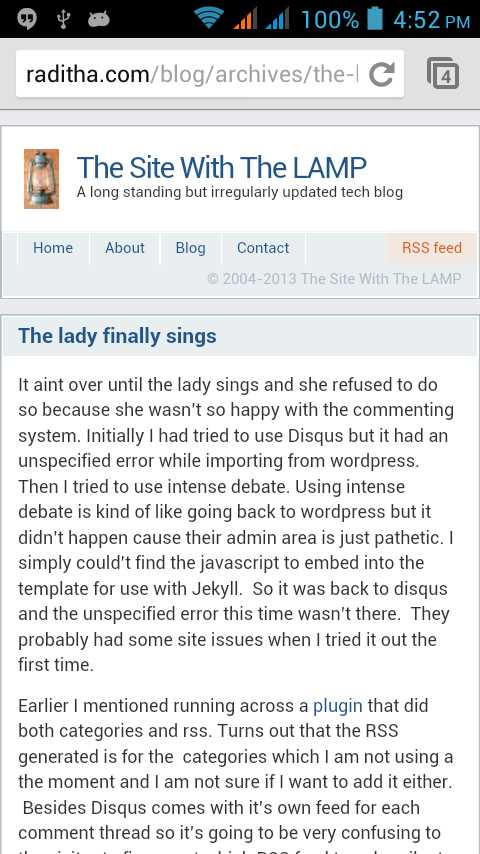 100% 4:52 PM
raditha.com/blog/archives/the-l
4
The Site With The LAMP
A long standing but irregularly updated tech blog
Home About Blog Contact RSS feed
© 2004-2013 The Site With The LAMP
The lady finally sings
It aint over until the lady sings and she refused to do
so because she wasn't so happy with the commenting
system. Initially I had tried to use Disqus but it had an
unspecified error while importing from wordpress.
Then I tried to use intense debate. Using intense
debate is kind of like going back to wordpress but it
didn't happen cause their admin area is just pathetic. I
simply could't find the javascript to embed into the
template for use with Jekyll.  So it was back to disqus
and the unspecified error this time wasn't there.  They
probably had some site issues when I tried it out the
first time.
Earlier I mentioned running across a plugin that did
both categories and rss. Turns out that the RSS
generated is for the  categories which I am not using a
the moment and I am not sure if I want to add it either.
Besides Disqus comes with it's own feed for each
comment thread so it's going to be very confusing to